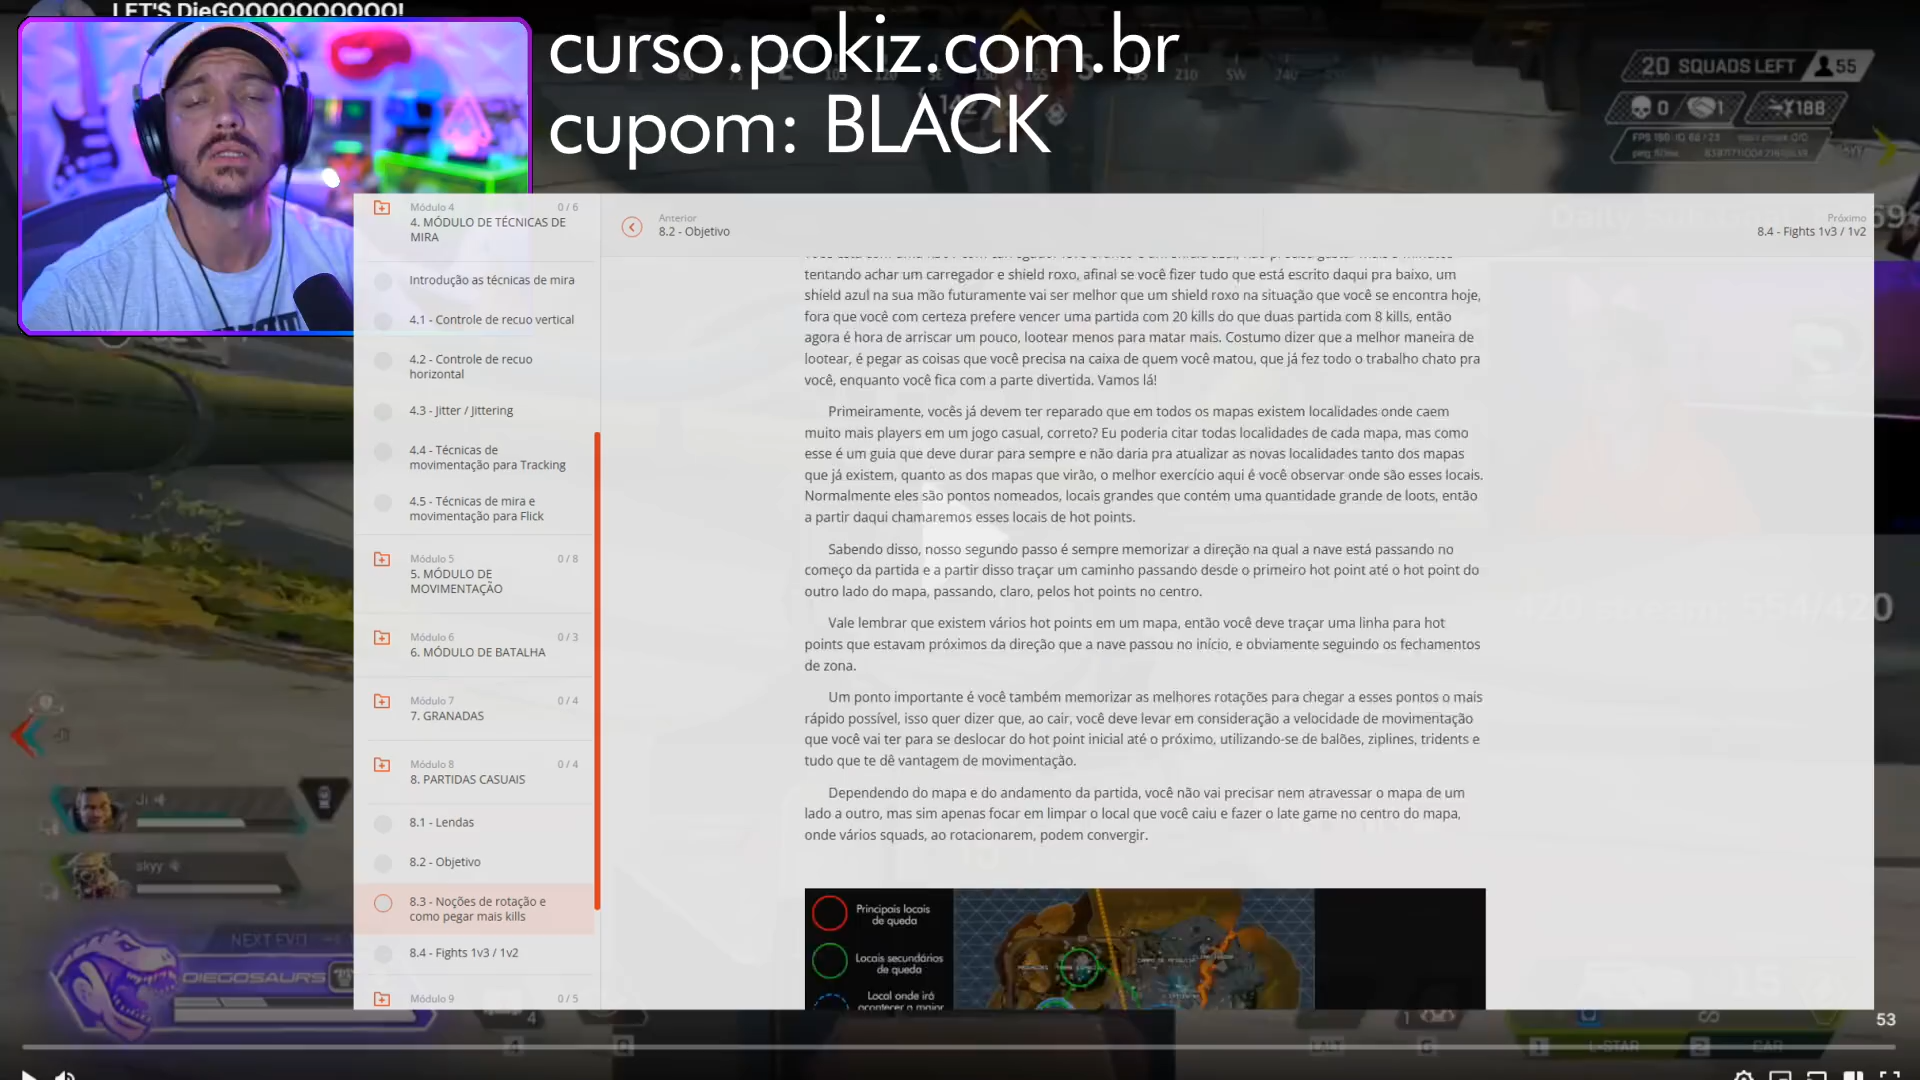 LET'S DieGOOOOOOOOOO!
curso.pokiz.com.br
cupom: BLACK
20 SQUADS LEFT
55
0
1
188
Módulo 4
0 / 6
4. MÓDULO DE TÉCNICAS DE
MIRA
Introdução as técnicas de mira
4.1 - Controle de recuo vertical
4.2 - Controle de recuo
horizontal
4.3 - Jitter / Jittering
4.4 - Técnicas de
movimentação para Tracking
4.5 - Técnicas de mira e
movimentação para Flick
Módulo 5
0 / 8
5. MÓDULO DE
MOVIMENTAÇÃO
Módulo 6
0 / 3
6. MÓDULO DE BATALHA
Módulo 7
0 / 4
7. GRANADAS
Módulo 8
0 / 4
8. PARTIDAS CASUAIS
8.1 - Lendas
8.2 - Objetivo
8.3 - Noções de rotação e
como pegar mais kills
8.4 - Fights 1v3 / 1v2
Módulo 9
0 / 5
Anterior
8.2 - Objetivo
Próximo
8.4 - Fights 1v3 / 1v2
tentando achar um carregador e shield roxo, afinal se você fizer tudo que está escrito daqui pra baixo, um
shield azul na sua mão futuramente vai ser melhor que um shield roxo na situação que você se encontra hoje,
fora que você com certeza prefere vencer uma partida com 20 kills do que duas partida com 8 kills, então
agora é hora de arriscar um pouco, lootear menos para matar mais. Costumo dizer que a melhor maneira de
lootear, é pegar as coisas que você precisa na caixa de quem você matou, que já fez todo o trabalho chato pra
você, enquanto você fica com a parte divertida. Vamos lá!
Primeiramente, vocês já devem ter reparado que em todos os mapas existem localidades onde caem
muito mais players em um jogo casual, correto? Eu poderia citar todas localidades de cada mapa, mas como
esse é um guia que deve durar para sempre e não daria pra atualizar as novas localidades tanto dos mapas
que já existem, quanto as dos mapas que virão, o melhor exercício aqui é você observar onde são esses locais.
Normalmente eles são pontos nomeados, locais grandes que contém uma quantidade grande de loots, então
a partir daqui chamaremos esses locais de hot points.
Sabendo disso, nosso segundo passo é sempre memorizar a direção na qual a nave está passando no
começo da partida e a partir disso traçar um caminho passando desde o primeiro hot point até o hot point do
outro lado do mapa, passando, claro, pelos hot points no centro.
Vale lembrar que existem vários hot points em um mapa, então você deve traçar uma linha para hot
points que estavam próximos da direção que a nave passou no início, e obviamente seguindo os fechamentos
de zona.
Um ponto importante é você também memorizar as melhores rotações para chegar a esses pontos o mais
rápido possível, isso quer dizer que, ao cair, você deve levar em consideração a velocidade de movimentação
que você vai ter para se deslocar do hot point inicial até o próximo, utilizando-se de balões, ziplines, tridents e
tudo que te dê vantagem de movimentação.
Dependendo do mapa e do andamento da partida, você não vai precisar nem atravessar o mapa de um
lado a outro, mas sim apenas focar em limpar o local que você caiu e fazer o late game no centro do mapa,
onde vários squads, ao rotacionarem, podem convergir.
Principais locais
de queda
Locais secundários
de queda
Local onde irá
acontecer a maior
Ji
skyy
NEXT EVO
DIEGOSAURS
4
4
Q
1
G
1
L-STAR
2
CAR
53